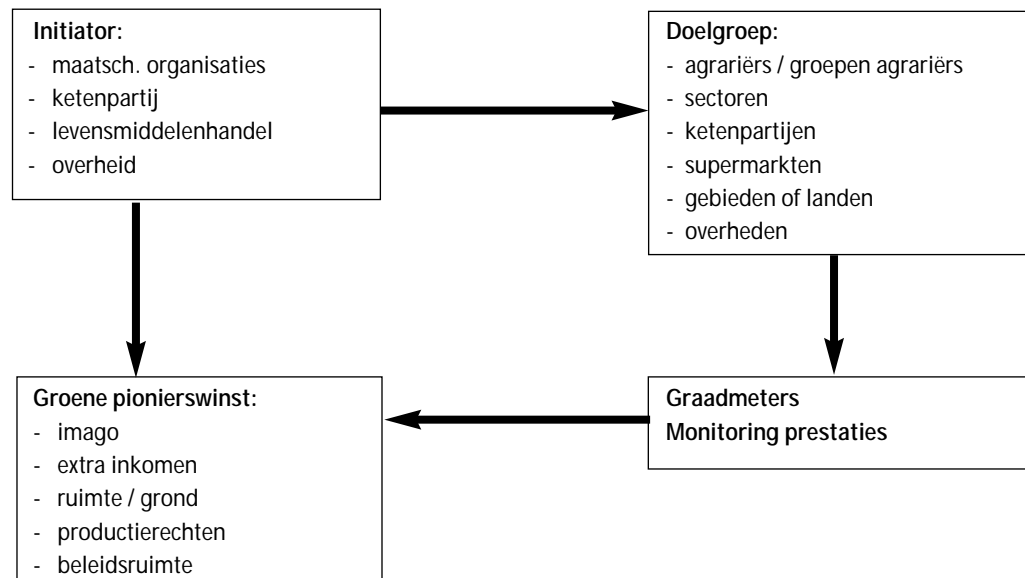 Initiator:
- maatsch. organisaties
- ketenpartij
- levensmiddelenhandel
- overheid
Doelgroep:
- agrariërs / groepen agrariërs
- sectoren
- ketenpartijen
- supermarkten
- gebieden of landen
- overheden
Groene pionierswinst:
- imago
- extra inkomen
- ruimte / grond
- productierechten
- beleidsruimte
Graadmeters
Monitoring prestaties